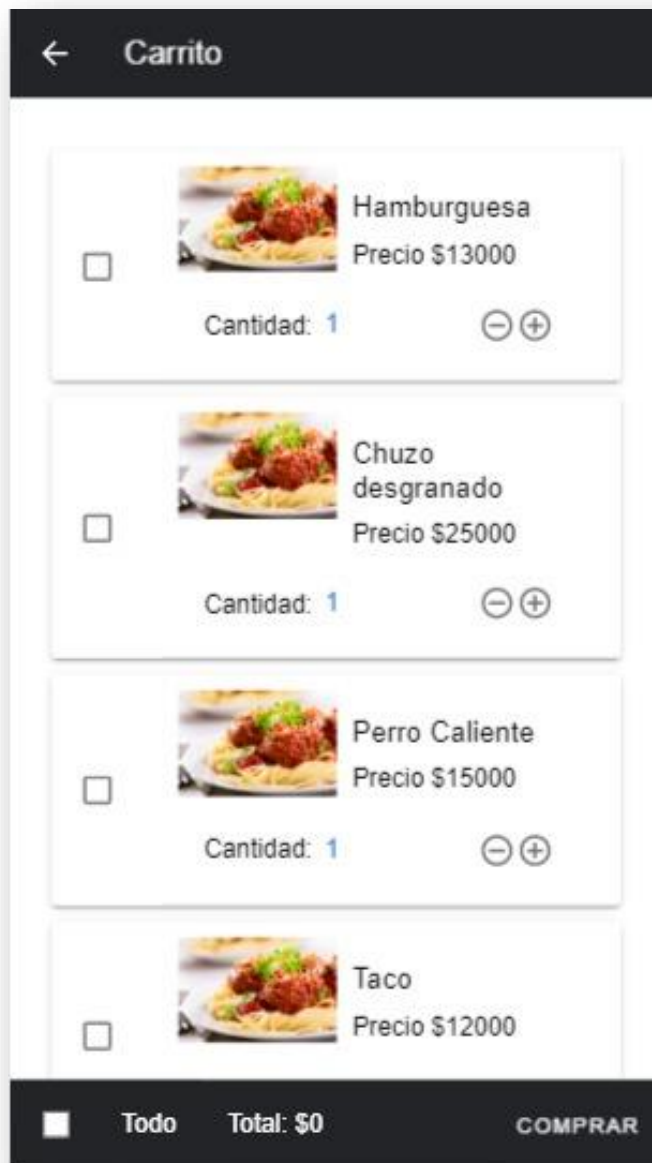 Carrito
Hamburguesa
Precio $13000
Cantidad: 1
Chuzo
desgranado
Precio $25000
Cantidad: 1
Perro Caliente
Precio $15000
Cantidad: 1
Taco
Precio $12000
Todo Total: $0 COMPRAR